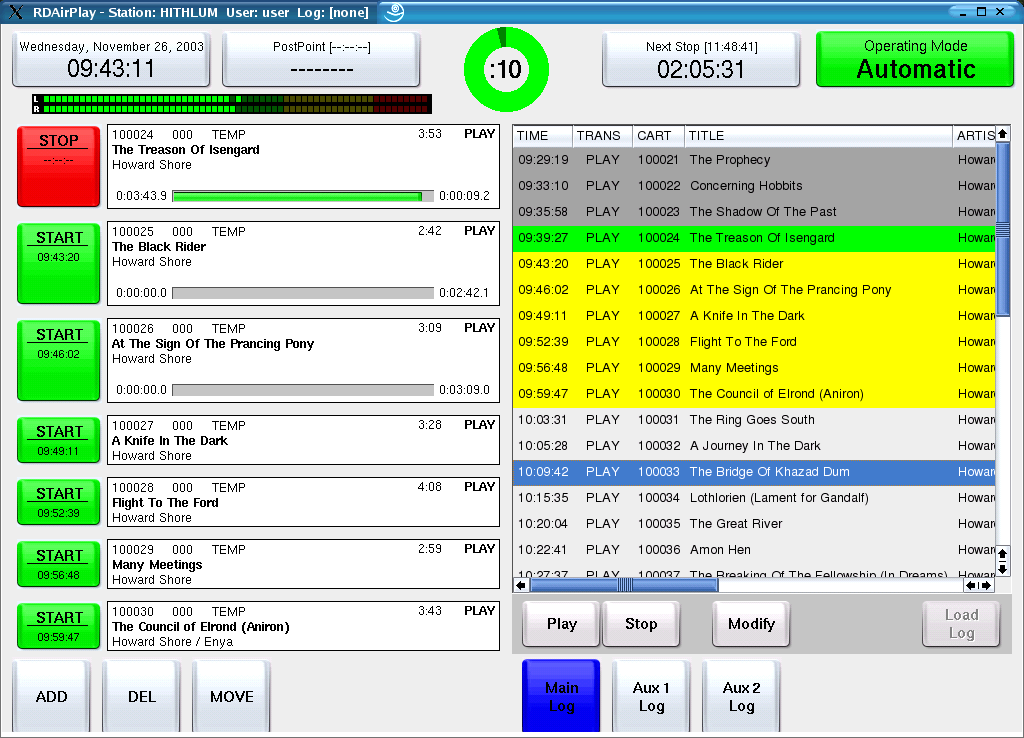 RDAirPlay - Station: HITHLUM User: user Log: [none]
Wednesday, November 26, 2003
09:43:11
PostPoint [--:--:--]
--------
:10
Next Stop [11:48:41]
02:05:31
Operating Mode
Automatic
L
R
STOP
--:--:--
100024 000 TEMP 3:53 PLAY
The Treason Of Isengard
Howard Shore
0:03:43.9 0:00:09.2
START
09:43:20
100025 000 TEMP 2:42 PLAY
The Black Rider
Howard Shore
0:00:00.0 0:02:42.1
START
09:46:02
100026 000 TEMP 3:09 PLAY
At The Sign Of The Prancing Pony
Howard Shore
0:00:00.0 0:03:09.0
START
09:49:11
100027 000 TEMP 3:28 PLAY
A Knife In The Dark
Howard Shore
START
09:52:39
100028 000 TEMP 4:08 PLAY
Flight To The Ford
Howard Shore
START
09:56:48
100029 000 TEMP 2:59 PLAY
Many Meetings
Howard Shore
START
09:59:47
100030 000 TEMP 3:43 PLAY
The Council of Elrond (Aniron)
Howard Shore / Enya
ADD
DEL
MOVE
TIME TRANS CART TITLE ARTIS
09:29:19 PLAY 100021 The Prophecy Howar
09:33:10 PLAY 100022 Concerning Hobbits Howar
09:35:58 PLAY 100023 The Shadow Of The Past Howar
09:39:27 PLAY 100024 The Treason Of Isengard Howar
09:43:20 PLAY 100025 The Black Rider Howar
09:46:02 PLAY 100026 At The Sign Of The Prancing Pony Howar
09:49:11 PLAY 100027 A Knife In The Dark Howar
09:52:39 PLAY 100028 Flight To The Ford Howar
09:56:48 PLAY 100029 Many Meetings Howar
09:59:47 PLAY 100030 The Council of Elrond (Aniron) Howar
10:03:31 PLAY 100031 The Ring Goes South Howar
10:05:28 PLAY 100032 A Journey In The Dark Howar
10:09:42 PLAY 100033 The Bridge Of Khazad Dum Howar
10:15:35 PLAY 100034 Lothlorien (Lament for Gandalf) Howar
10:20:04 PLAY 100035 The Great River Howar
10:22:41 PLAY 100036 Amon Hen Howar
10:27:37 PLAY 100037 The Breaking Of The Fellowship (In Dreams) Howar
Play
Stop
Modify
Load
Log
Main
Log
Aux 1
Log
Aux 2
Log